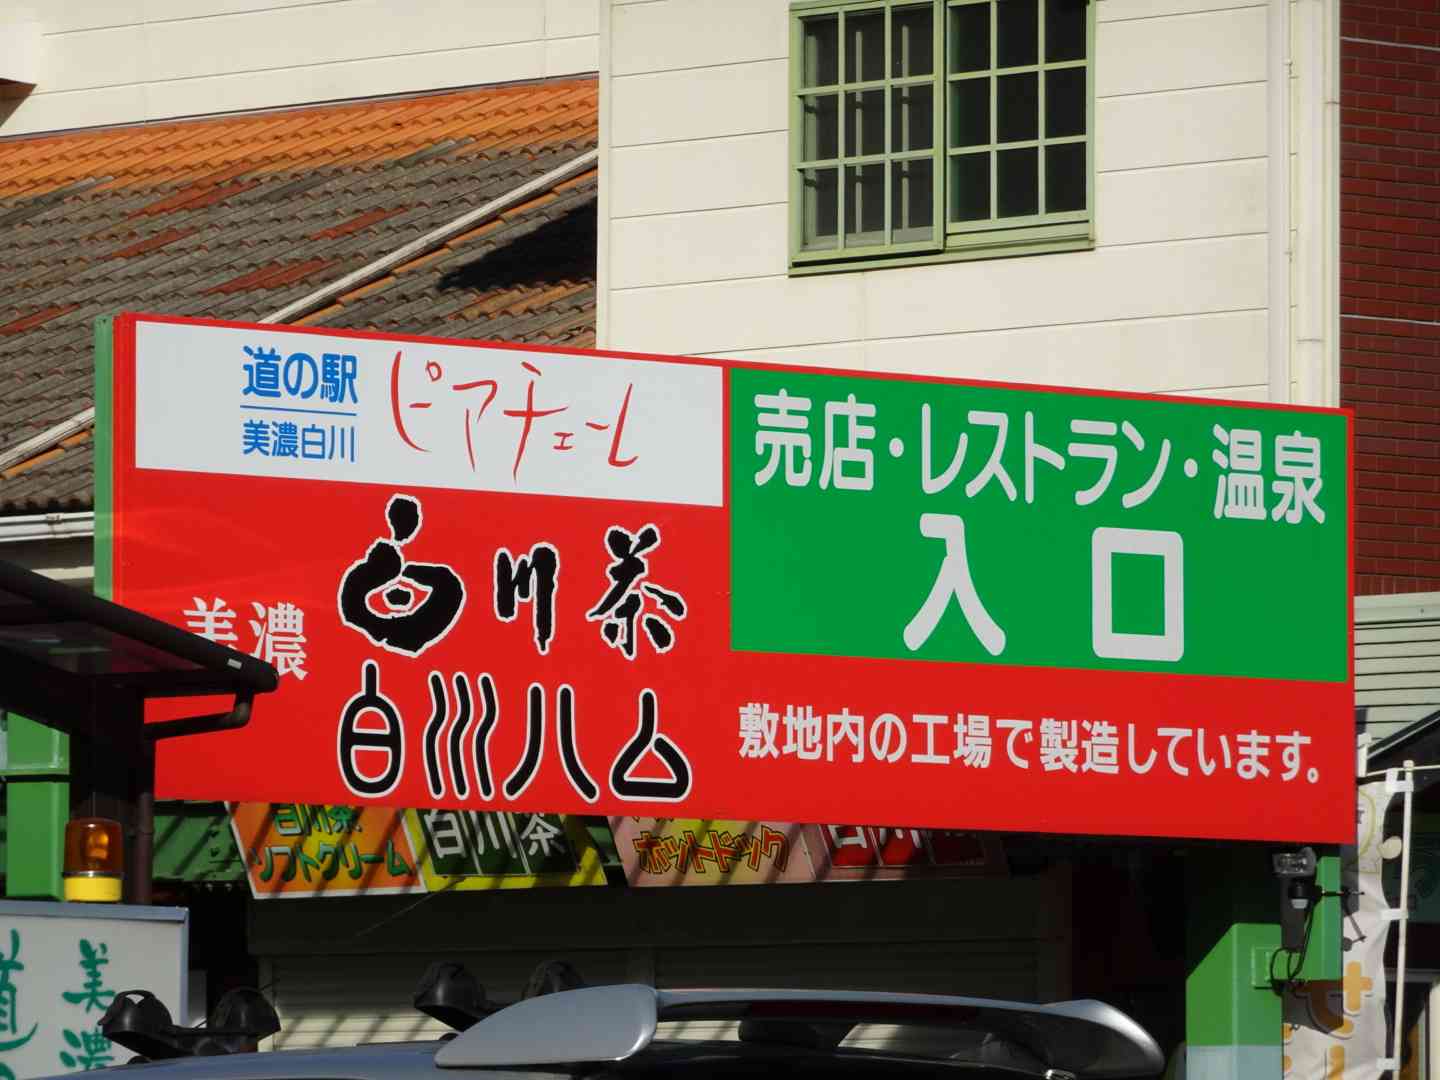 道の駅
美濃白川
ピアチェーレ
売店・レストラン・温泉
入口
美濃
白川茶
白川ハム
敷地内の工場で製造しています。
白川茶
ソフトクリーム
白川茶
ホットドック
美濃
道